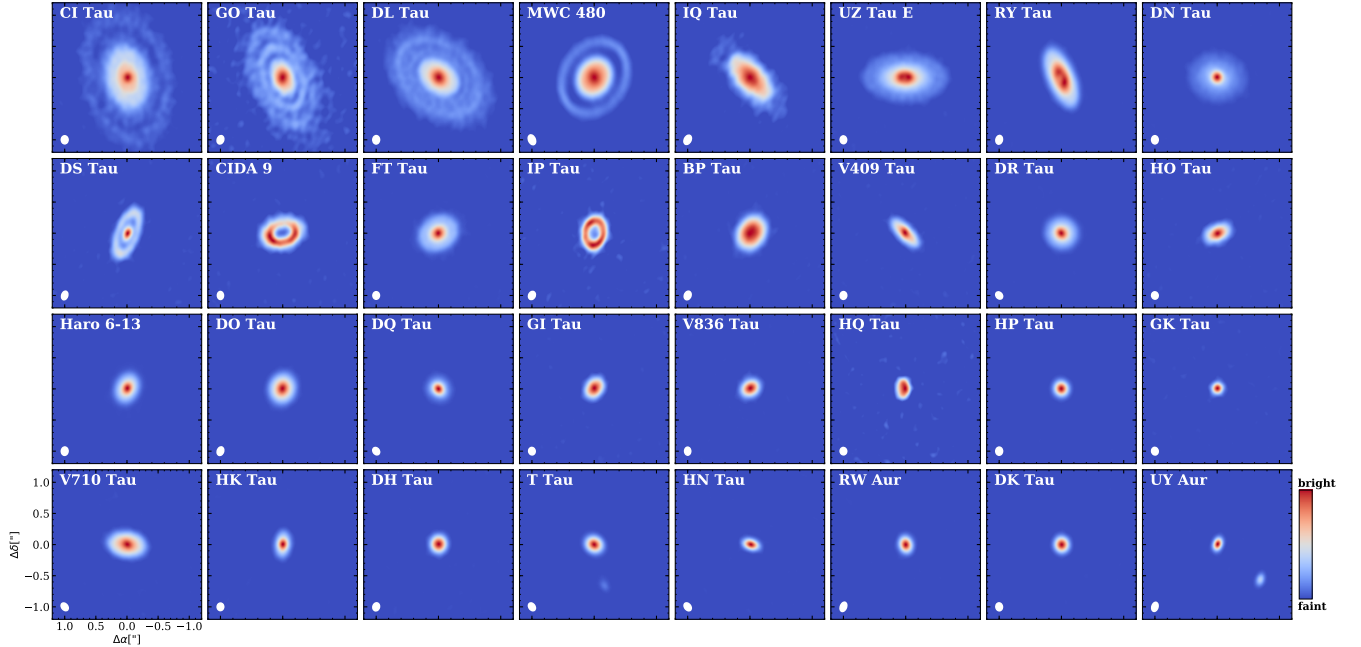 CI Tau GO Tau DL Tau MWC 480 IQ Tau UZ Tau E RY Tau DN Tau
DS Tau CIDA 9 FT Tau IP Tau BP Tau V409 Tau DR Tau HO Tau
Haro 6-13 DO Tau DQ Tau GI Tau V836 Tau HQ Tau HP Tau GK Tau
V710 Tau HK Tau DH Tau T Tau HN Tau RW Aur DK Tau UY Aur
bright
faint
1.0
0.5
0.0
−0.5
−1.0
Δδ["]
1.0 0.5 0.0 −0.5 −1.0
Δα["]